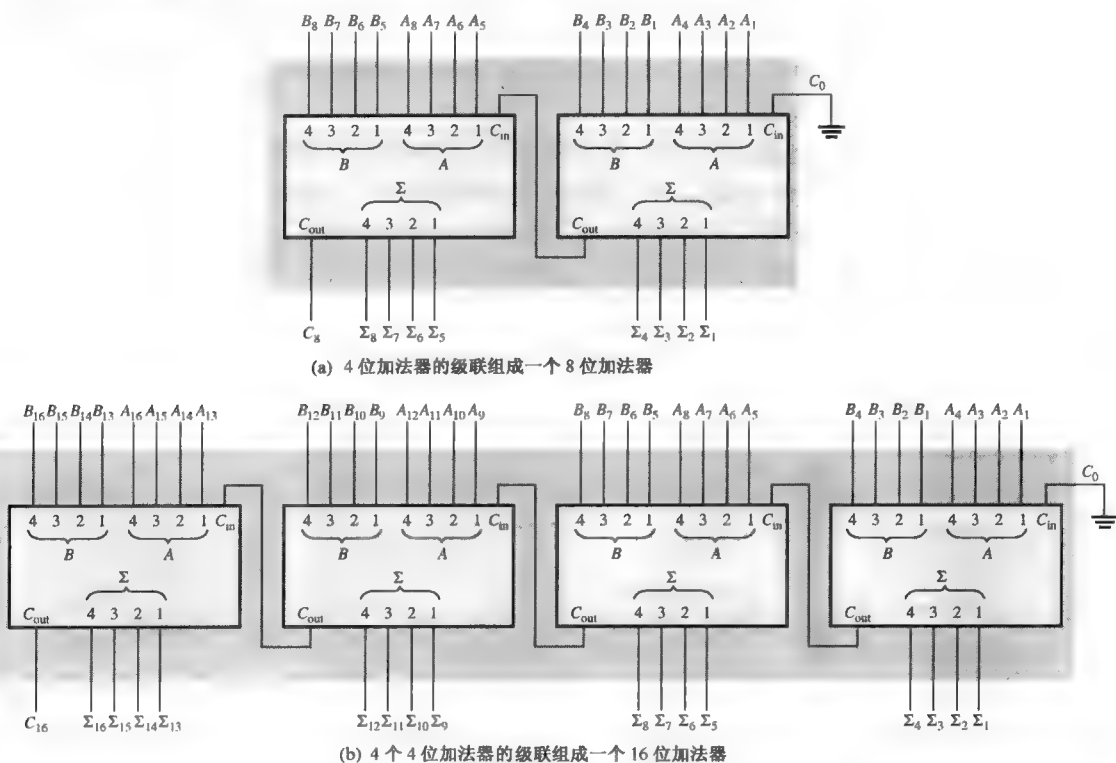 B₈ B₇ B₆ B₅ A₈ A₇ A₆ A₅ B₄ B₃ B₂ B₁ A₄ A₃ A₂ A₁
C₀
4 3 2 1 4 3 2 1 Cᵢₙ 4 3 2 1 4 3 2 1 Cᵢₙ
B A B A
Σ Σ
Cₒᵤₜ 4 3 2 1 Cₒᵤₜ 4 3 2 1
C₈ Σ₈ Σ₇ Σ₆ Σ₅ Σ₄ Σ₃ Σ₂ Σ₁
(a) 4 位加法器的级联组成一个 8 位加法器
B₁₆ B₁₅ B₁₄ B₁₃ A₁₆ A₁₅ A₁₄ A₁₃ B₁₂ B₁₁ B₁₀ B₉ A₁₂ A₁₁ A₁₀ A₉ B₈ B₇ B₆ B₅ A₈ A₇ A₆ A₅ B₄ B₃ B₂ B₁ A₄ A₃ A₂ A₁
C₀
4 3 2 1 4 3 2 1 Cᵢₙ 4 3 2 1 4 3 2 1 Cᵢₙ 4 3 2 1 4 3 2 1 Cᵢₙ 4 3 2 1 4 3 2 1 Cᵢₙ
B A B A B A B A
Σ Σ Σ Σ
Cₒᵤₜ 4 3 2 1 Cₒᵤₜ 4 3 2 1 Cₒᵤₜ 4 3 2 1 Cₒᵤₜ 4 3 2 1
C₁₆ Σ₁₆ Σ₁₅ Σ₁₄ Σ₁₃ Σ₁₂ Σ₁₁ Σ₁₀ Σ₉ Σ₈ Σ₇ Σ₆ Σ₅ Σ₄ Σ₃ Σ₂ Σ₁
(b) 4 个 4 位加法器的级联组成一个 16 位加法器